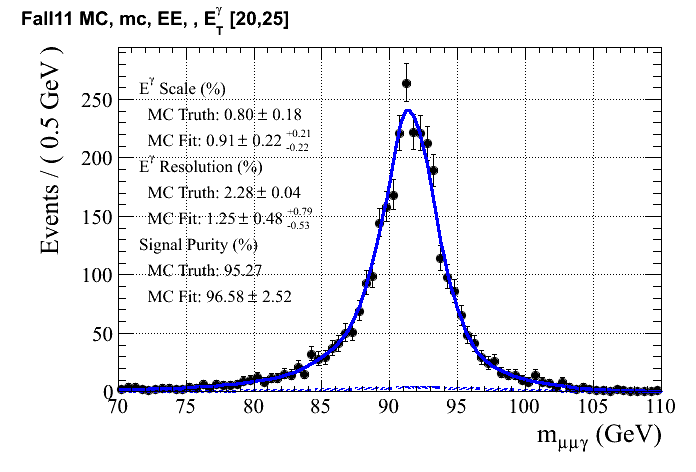 Fall11 MC, mc, EE, , E_T^γ [20,25]
Events / ( 0.5 GeV )
E^γ Scale (%)
MC Truth: 0.80 ± 0.18
MC Fit: 0.91 ± 0.22 +0.21 -0.22
E^γ Resolution (%)
MC Truth: 2.28 ± 0.04
MC Fit: 1.25 ± 0.48 +0.79 -0.53
Signal Purity (%)
MC Truth: 95.27
MC Fit: 96.58 ± 2.52
250
200
150
100
50
0
70 75 80 85 90 95 100 105 110
m_μμγ (GeV)